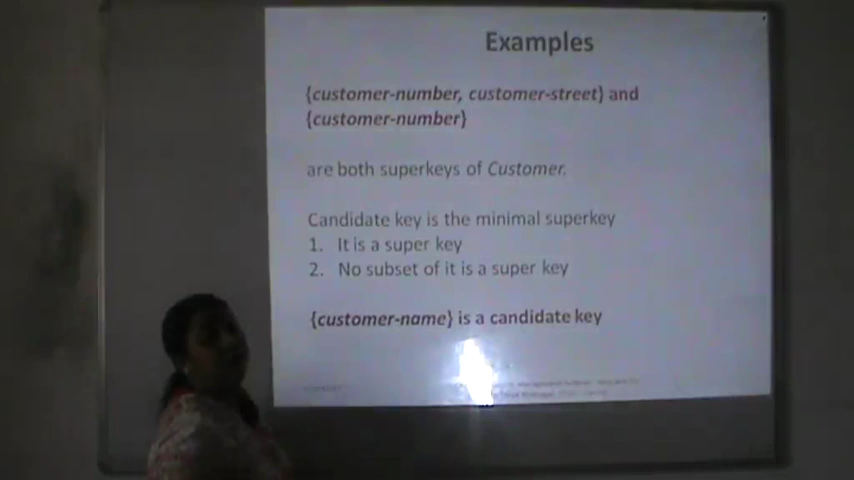 Examples
{customer-number, customer-street} and
{customer-number}
are both superkeys of Customer.
Candidate key is the minimal superkey
1. It is a super key
2. No subset of it is a super key
{customer-name} is a candidate key